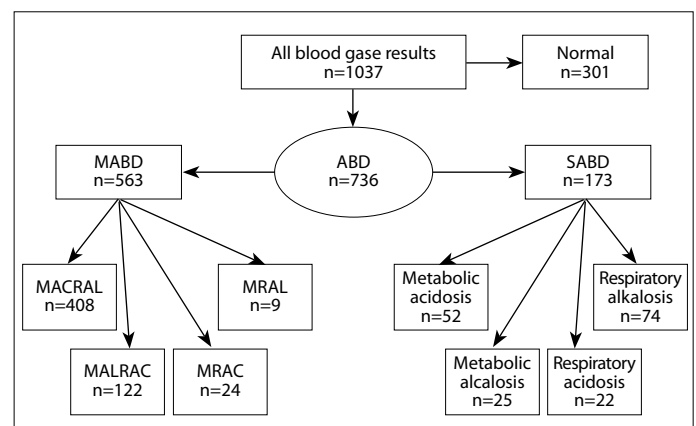 All blood gase results
n=1037
Normal
n=301
MABD
n=563
ABD
n=736
SABD
n=173
MACRAL
n=408
MRAL
n=9
Metabolic
acidosis
n=52
Respiratory
alkalosis
n=74
MALRAC
n=122
MRAC
n=24
Metabolic
alcalosis
n=25
Respiratory
acidosis
n=22